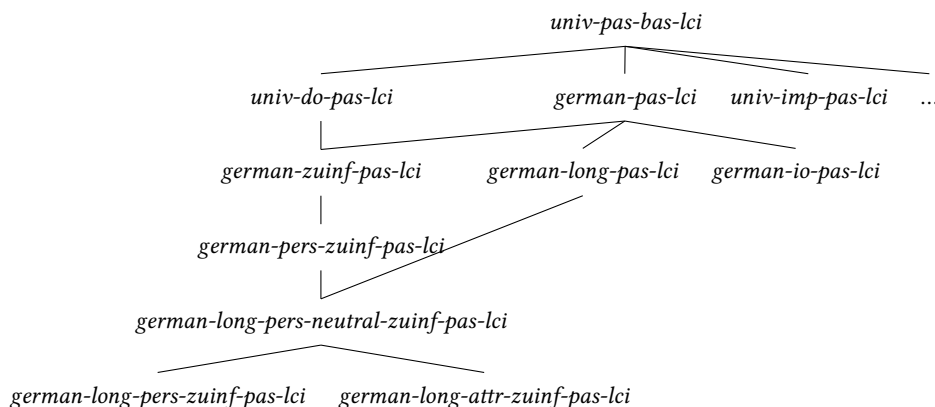 univ-pas-bas-lci
univ-do-pas-lci german-pas-lci univ-imp-pas-lci ...
german-zuinf-pas-lci german-long-pas-lci german-io-pas-lci
german-pers-zuinf-pas-lci
german-long-pers-neutral-zuinf-pas-lci
german-long-pers-zuinf-pas-lci german-long-attr-zuinf-pas-lci